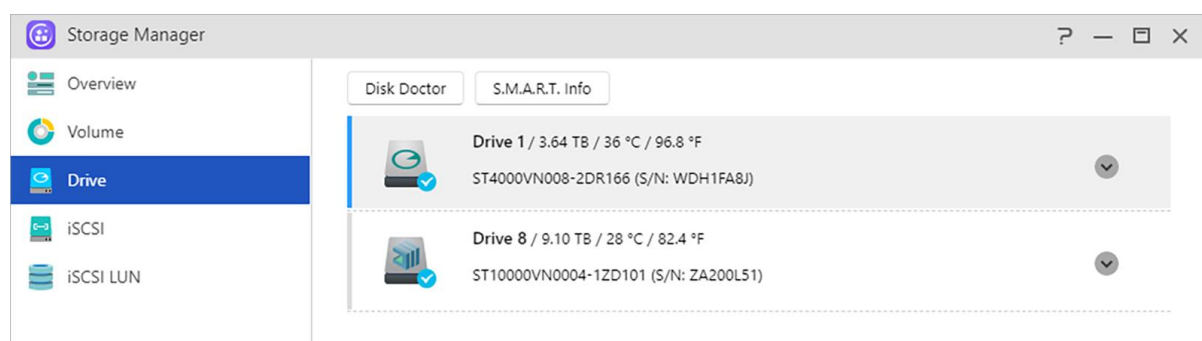 Storage Manager
Overview
Volume
Drive
iSCSI
iSCSI LUN
Disk Doctor
S.M.A.R.T. Info
Drive 1 / 3.64 TB / 36 °C / 96.8 °F
ST4000VN008-2DR166 (S/N: WDH1FA8J)
Drive 8 / 9.10 TB / 28 °C / 82.4 °F
ST10000VN0004-1ZD101 (S/N: ZA200L51)